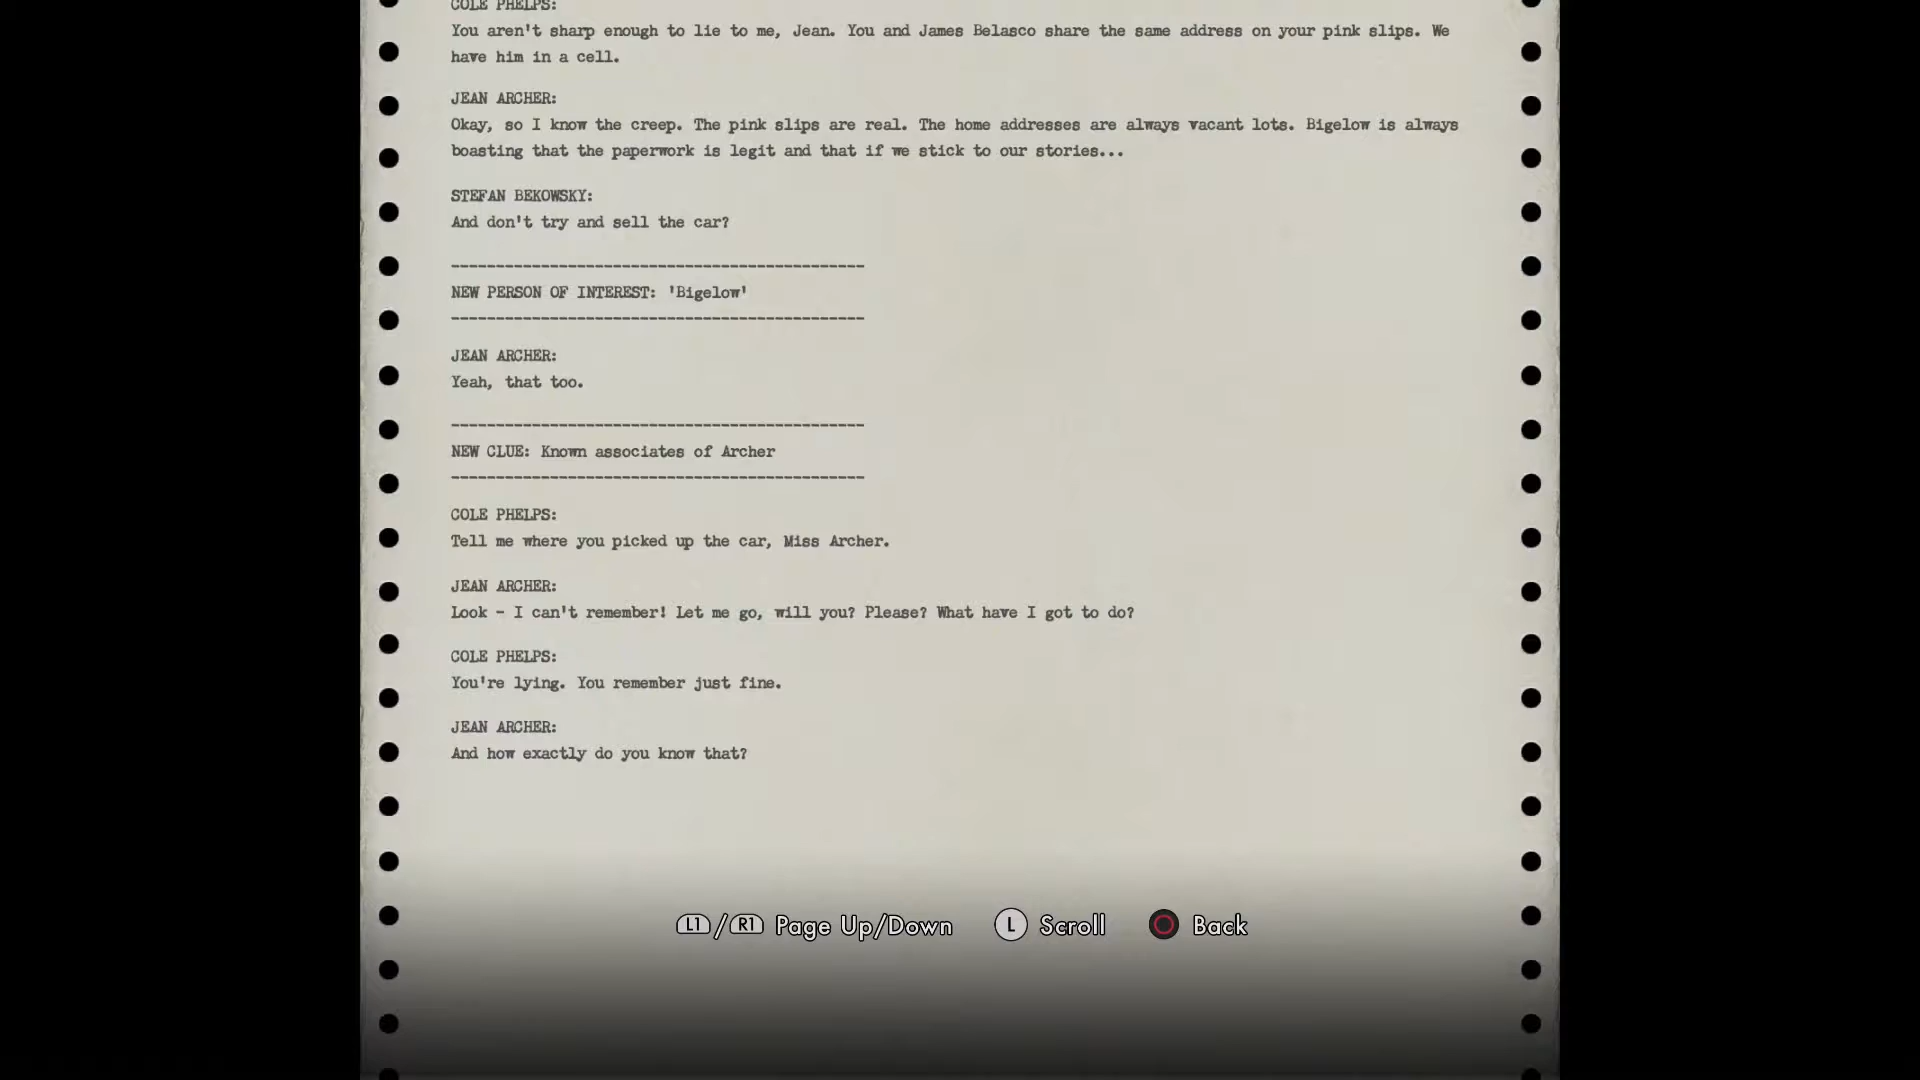 COLE PHELPS:
You aren't sharp enough to lie to me, Jean. You and James Belasco share the same address on your pink slips. We
have him in a cell.
JEAN ARCHER:
Okay, so I know the creep. The pink slips are real. The home addresses are always vacant lots. Bigelow is always
boasting that the paperwork is legit and that if we stick to our stories...
STEFAN BEKOWSKY:
And don't try and sell the car?
----------------------------------------------
NEW PERSON OF INTEREST: 'Bigelow'
----------------------------------------------
JEAN ARCHER:
Yeah, that too.
----------------------------------------------
NEW CLUE: Known associates of Archer
----------------------------------------------
COLE PHELPS:
Tell me where you picked up the car, Miss Archer.
JEAN ARCHER:
Look - I can't remember! Let me go, will you? Please? What have I got to do?
COLE PHELPS:
You're lying. You remember just fine.
JEAN ARCHER:
And how exactly do you know that?
L1/R1 Page Up/Down L Scroll Back